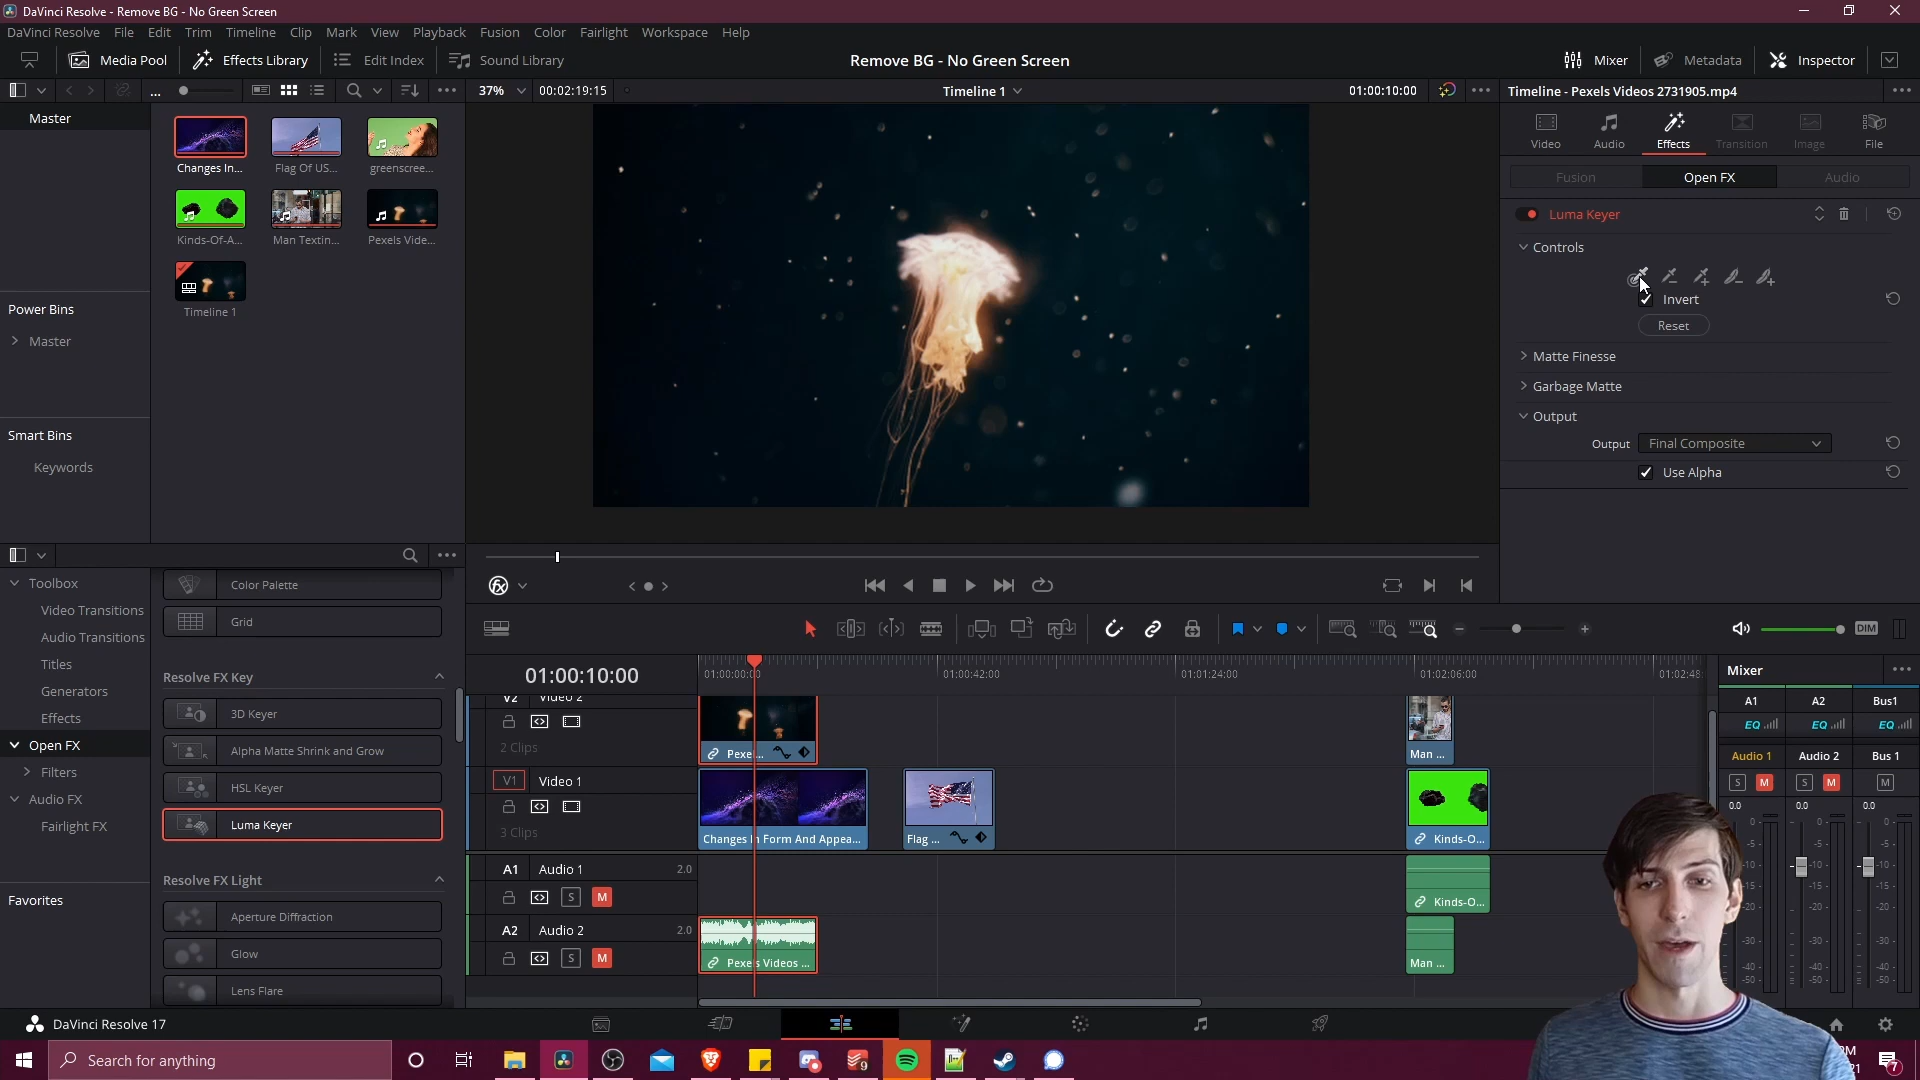 DaVinci Resolve - Remove BG - No Green Screen
DaVinci Resolve File Edit Trim Timeline Clip Mark View Playback Fusion Color Fairlight Workspace Help
Media Pool Effects Library Edit Index Sound Library Remove BG - No Green Screen Mixer Metadata Inspector
... 37% 00:02:19:15 Timeline 1 01:00:10:00 Timeline - Pexels Videos 2731905.mp4
Master
Changes In... Flag Of US... greenscree...
Kinds-Of-A... Man Textin... Pexels Vide...
Timeline 1
Power Bins
Master
Smart Bins
Keywords
Video Audio Effects Transition Image File
Fusion Open FX Audio
Luma Keyer
Controls
Invert
Reset
Matte Finesse
Garbage Matte
Output
Output Final Composite
Use Alpha
Toolbox
Video Transitions
Audio Transitions
Titles
Generators
Effects
Open FX
Filters
Audio FX
Fairlight FX
Favorites
Color Palette
Grid
Resolve FX Key
3D Keyer
Alpha Matte Shrink and Grow
HSL Keyer
Luma Keyer
Resolve FX Light
Aperture Diffraction
Glow
Lens Flare
DIM
01:00:10:00 01:00:00:00 01:00:42:00 01:01:24:00 01:02:06:00 01:02:48:
V2 Video 2
2 Clips
Pexel... Man ...
V1 Video 1
3 Clips
Changes In Form And Appea... Flag ... Kinds-O...
A1 Audio 1 2.0
S M
Kinds-O...
A2 Audio 2 2.0
S M
Pexels Videos ... Man ...
Mixer
A1 A2 Bus1
EQ EQ EQ
Audio 1 Audio 2 Bus 1
S M S M M
0.0 0.0 0.0
DaVinci Resolve 17
Search for anything
9
7